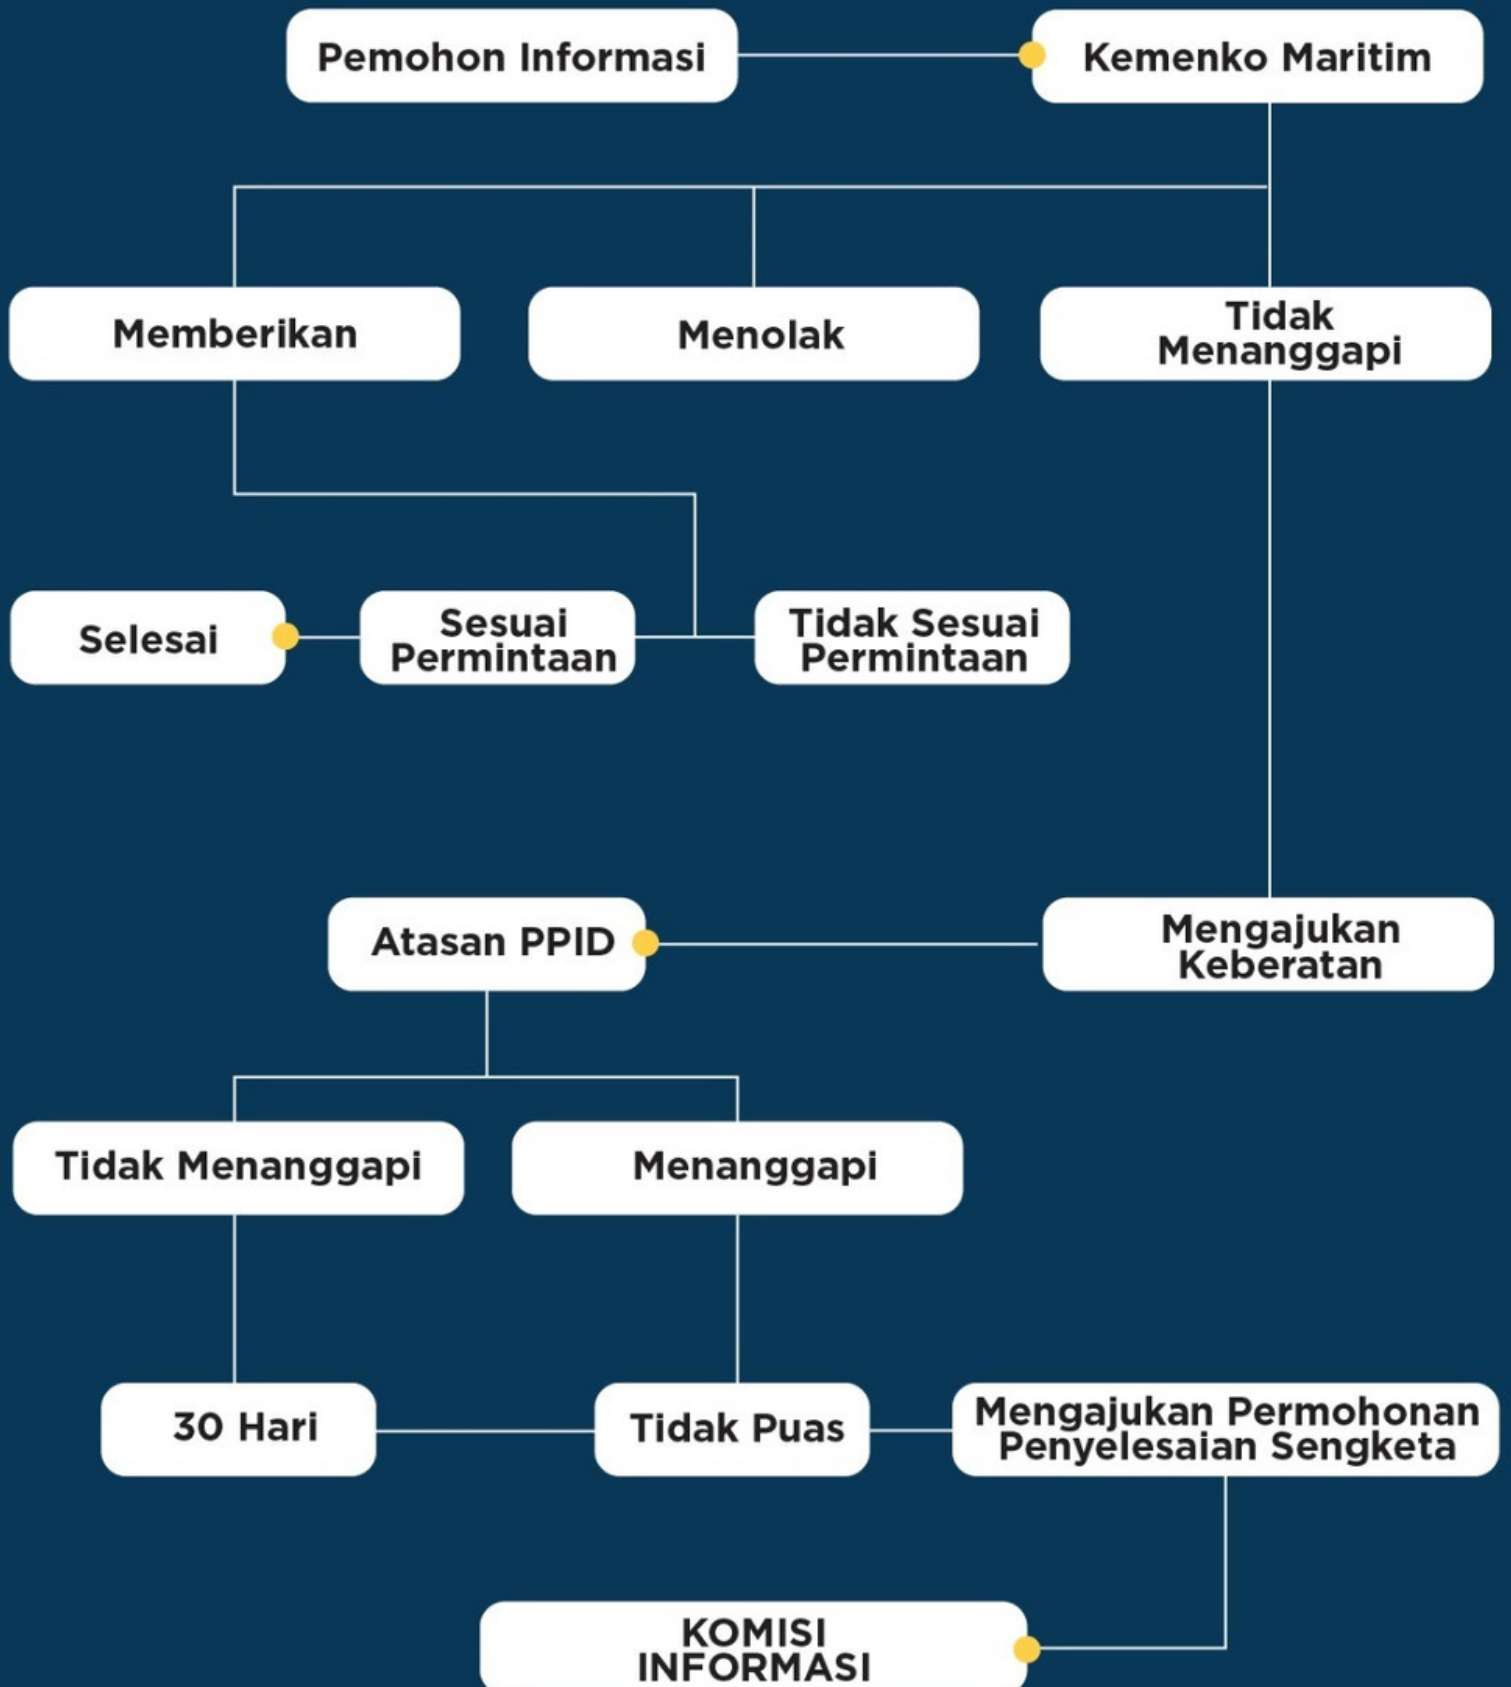 Pemohon Informasi
Kemenko Maritim
Memberikan
Menolak
Tidak
Menanggapi
Selesai
Sesuai
Permintaan
Tidak Sesuai
Permintaan
Atasan PPID
Mengajukan
Keberatan
Tidak Menanggapi
Menanggapi
30 Hari
Tidak Puas
Mengajukan Permohonan
Penyelesaian Sengketa
KOMISI
INFORMASI